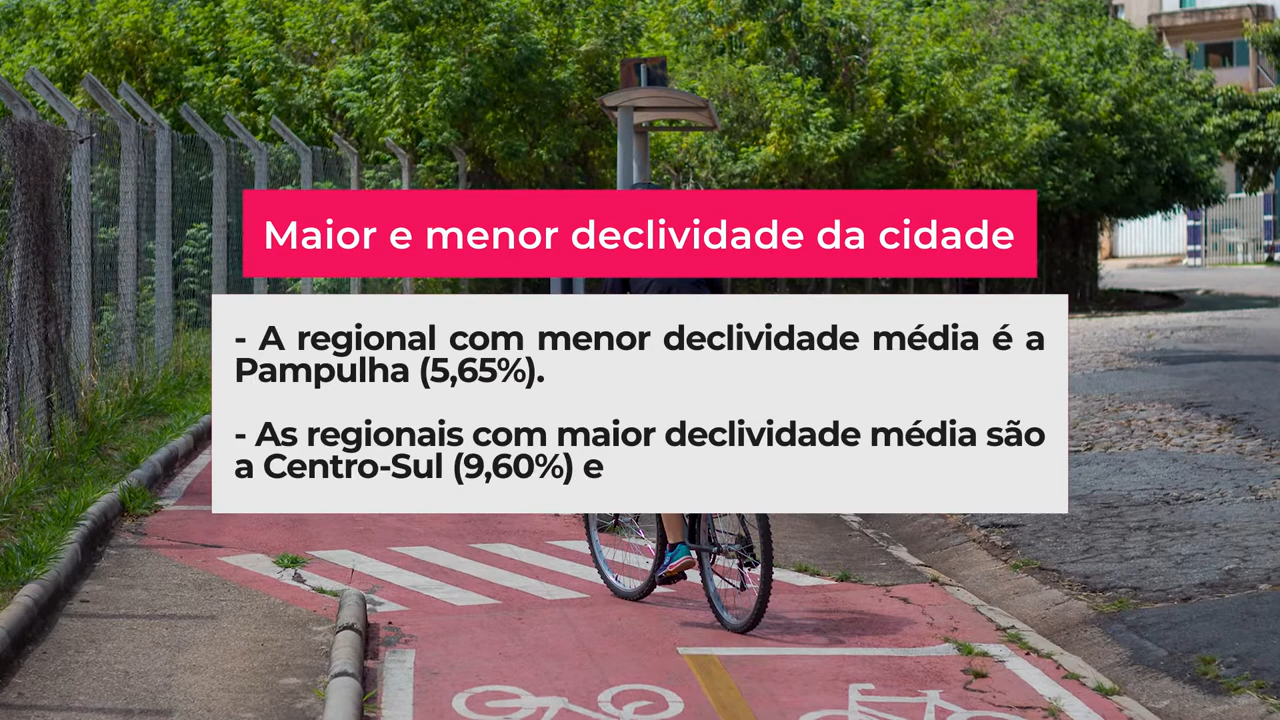 Maior e menor declividade da cidade
- A regional com menor declividade média é a
Pampulha (5,65%).
- As regionais com maior declividade média são
a Centro-Sul (9,60%) e